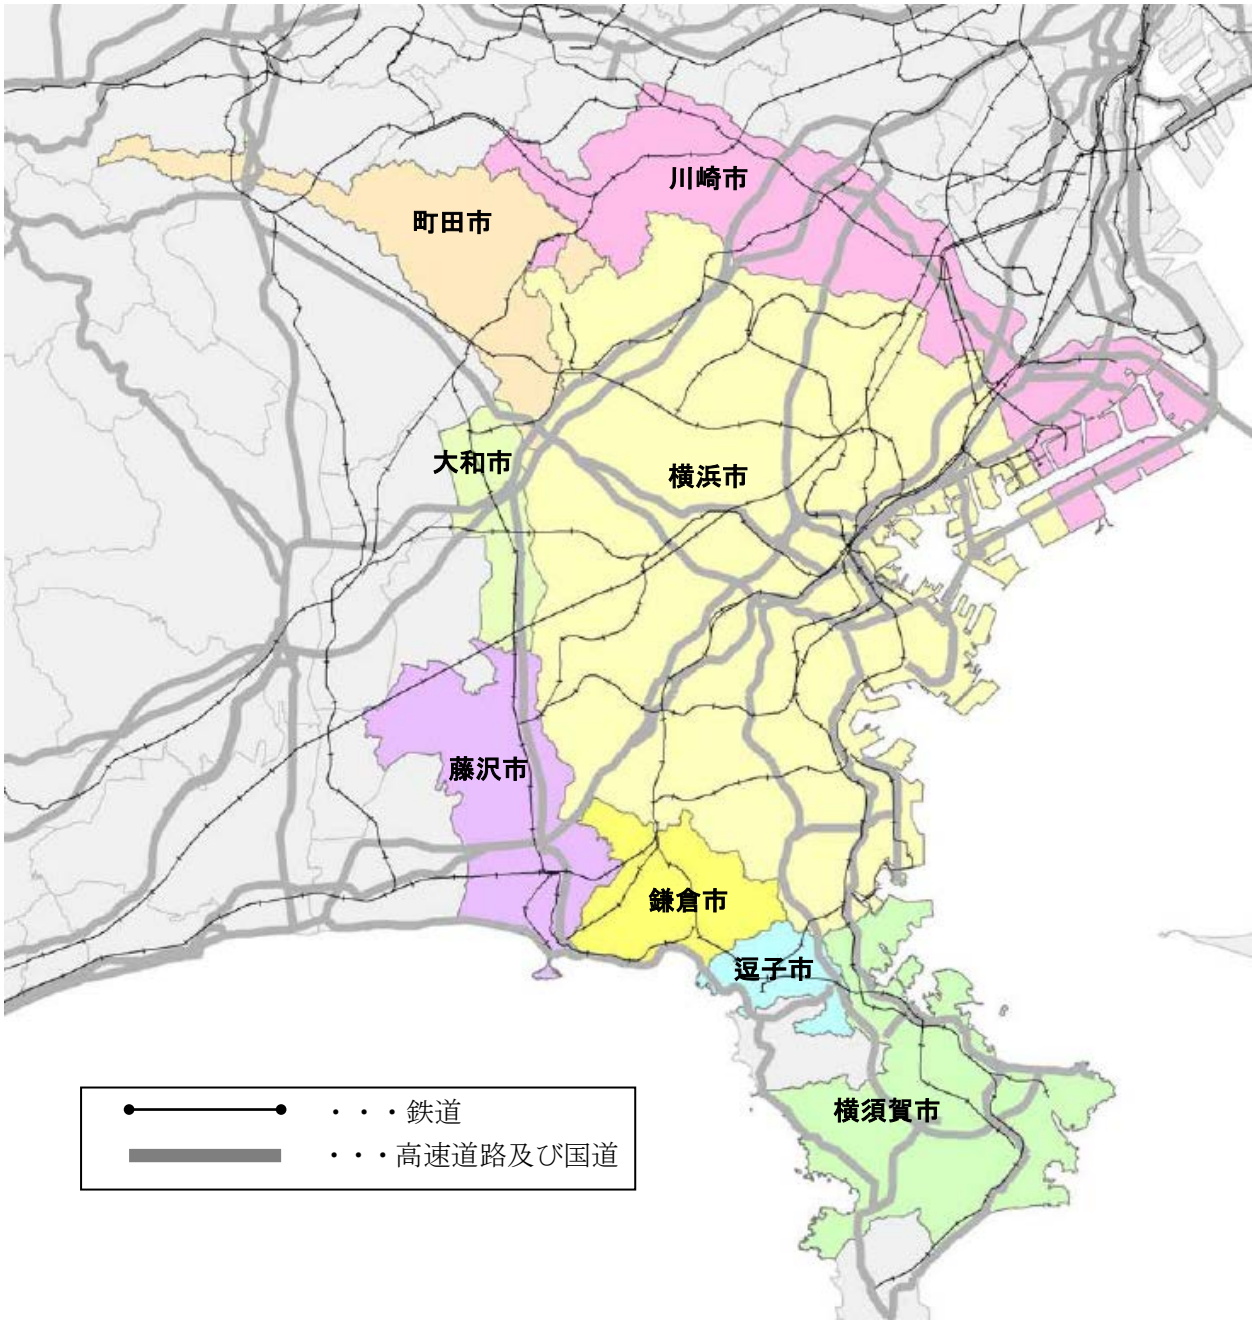 川崎市
町田市
大和市
横浜市
藤沢市
鎌倉市
逗子市
横須賀市
・・・鉄道
・・・高速道路及び国道